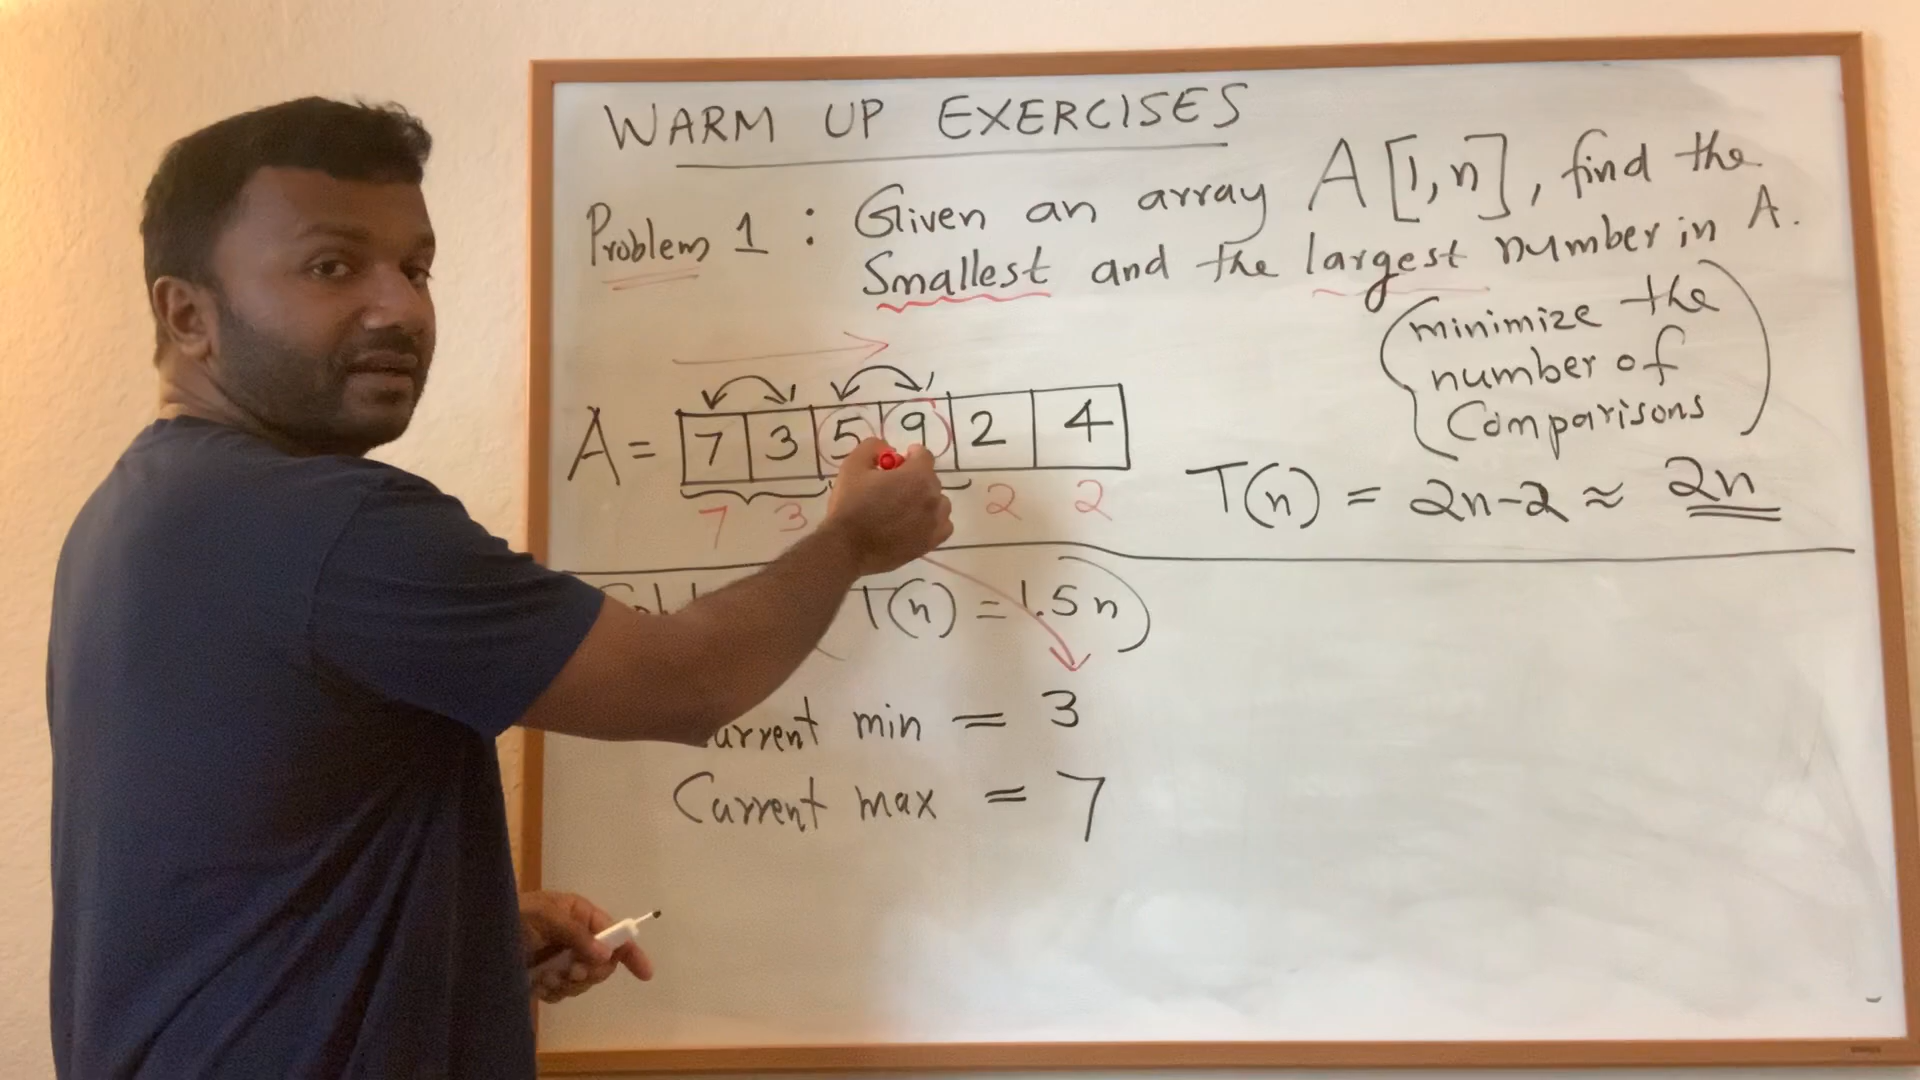 WARM UP EXERCISES
Problem 1 : Given an array A [1,n], find the
Smallest and the largest number in A.
(minimize the
number of
Comparisons)
A = 7 3 5 9 2 4
7 3 2 2
T(n) = 2n-2 ≈ 2n
T(n) = 1.5n)
Current min = 3
Current max = 7